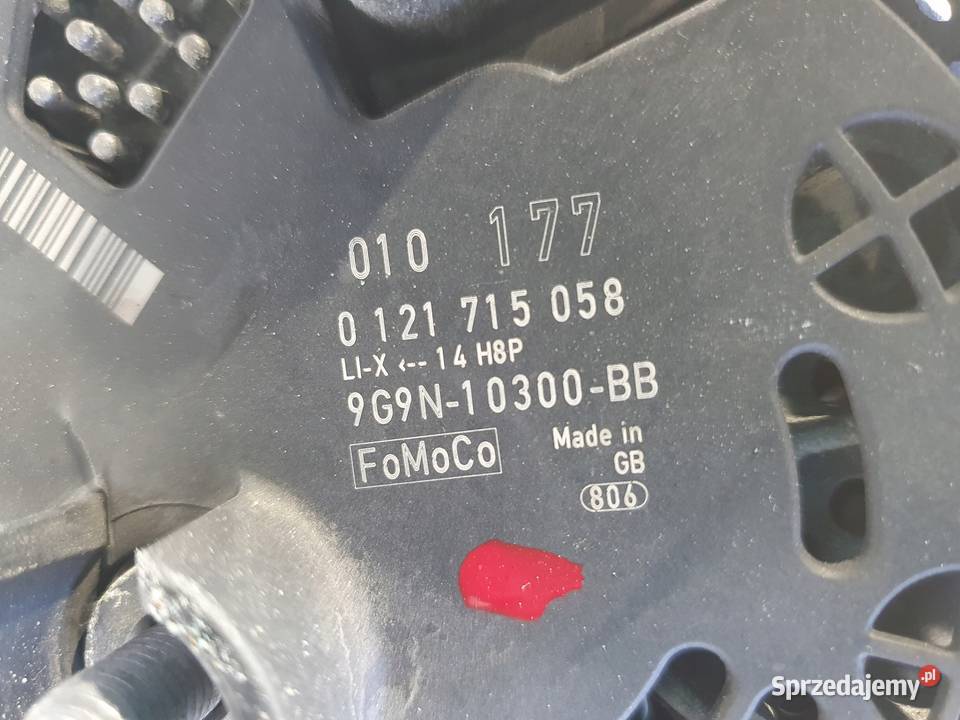 010 177
0 121 715 058
LI-X <-- 14 H8P
9G9N-10300-BB
FoMoCo
Made in
GB
806
Sprzedajemy.pl